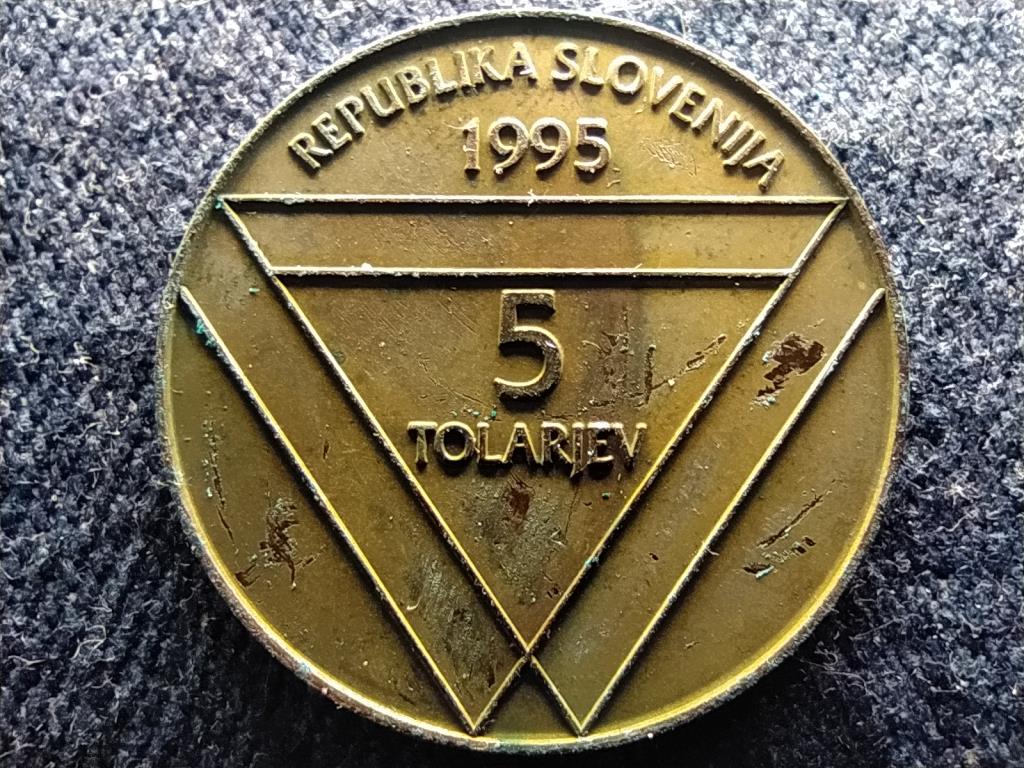 REPUBLIKA SLOVENIJA
1995
5
TOLARJEV